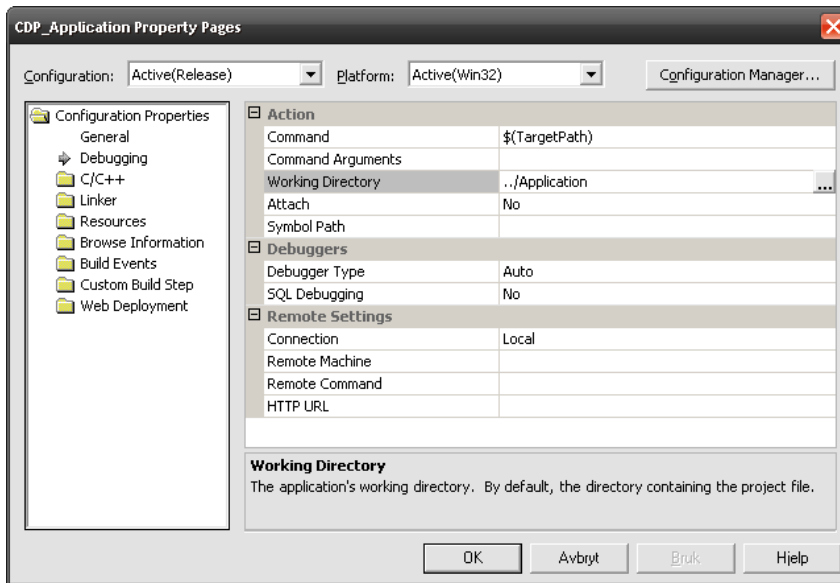 CDP_Application Property Pages
Configuration: Active(Release) Platform: Active(Win32) Configuration Manager...
Configuration Properties
General
Debugging
C/C++
Linker
Resources
Browse Information
Build Events
Custom Build Step
Web Deployment
Action
Command $(TargetPath)
Command Arguments
Working Directory ../Application ...
Attach No
Symbol Path
Debuggers
Debugger Type Auto
SQL Debugging No
Remote Settings
Connection Local
Remote Machine
Remote Command
HTTP URL
Working Directory
The application's working directory. By default, the directory containing the project file.
OK Avbryt Bruk Hjelp